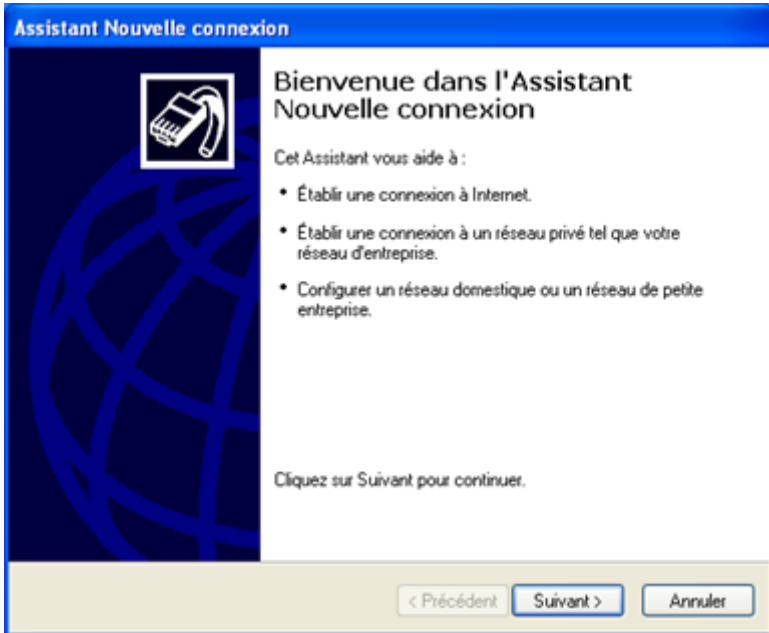 Assistant Nouvelle connexion
Bienvenue dans l'Assistant
Nouvelle connexion
Cet Assistant vous aide à :
• Établir une connexion à Internet.
• Établir une connexion à un réseau privé tel que votre
réseau d'entreprise.
• Configurer un réseau domestique ou un réseau de petite
entreprise.
Cliquez sur Suivant pour continuer.
< Précédent Suivant > Annuler